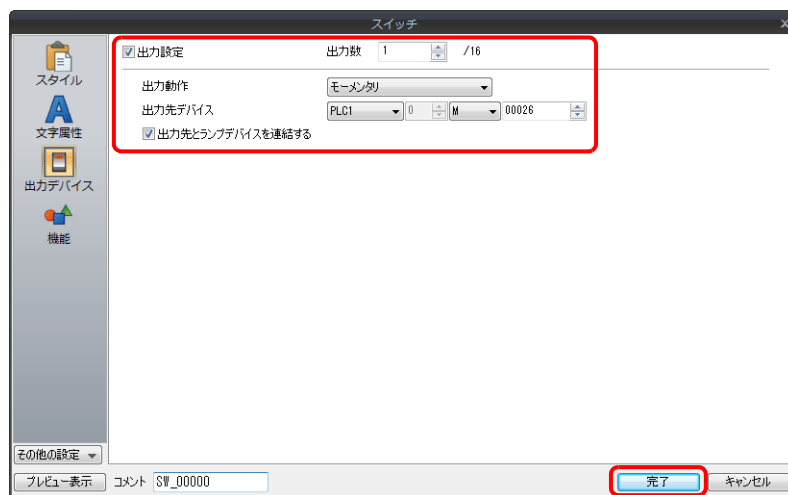 スイッチ
スタイル
文字属性
出力デバイス
機能
その他の設定
出力設定 出力数 1 /16
出力動作 モーメンタリ
出力先デバイス PLC1 0 M 00026
出力先とランプデバイスを連結する
プレビュー表示 コメント SW_00000 完了 キャンセル